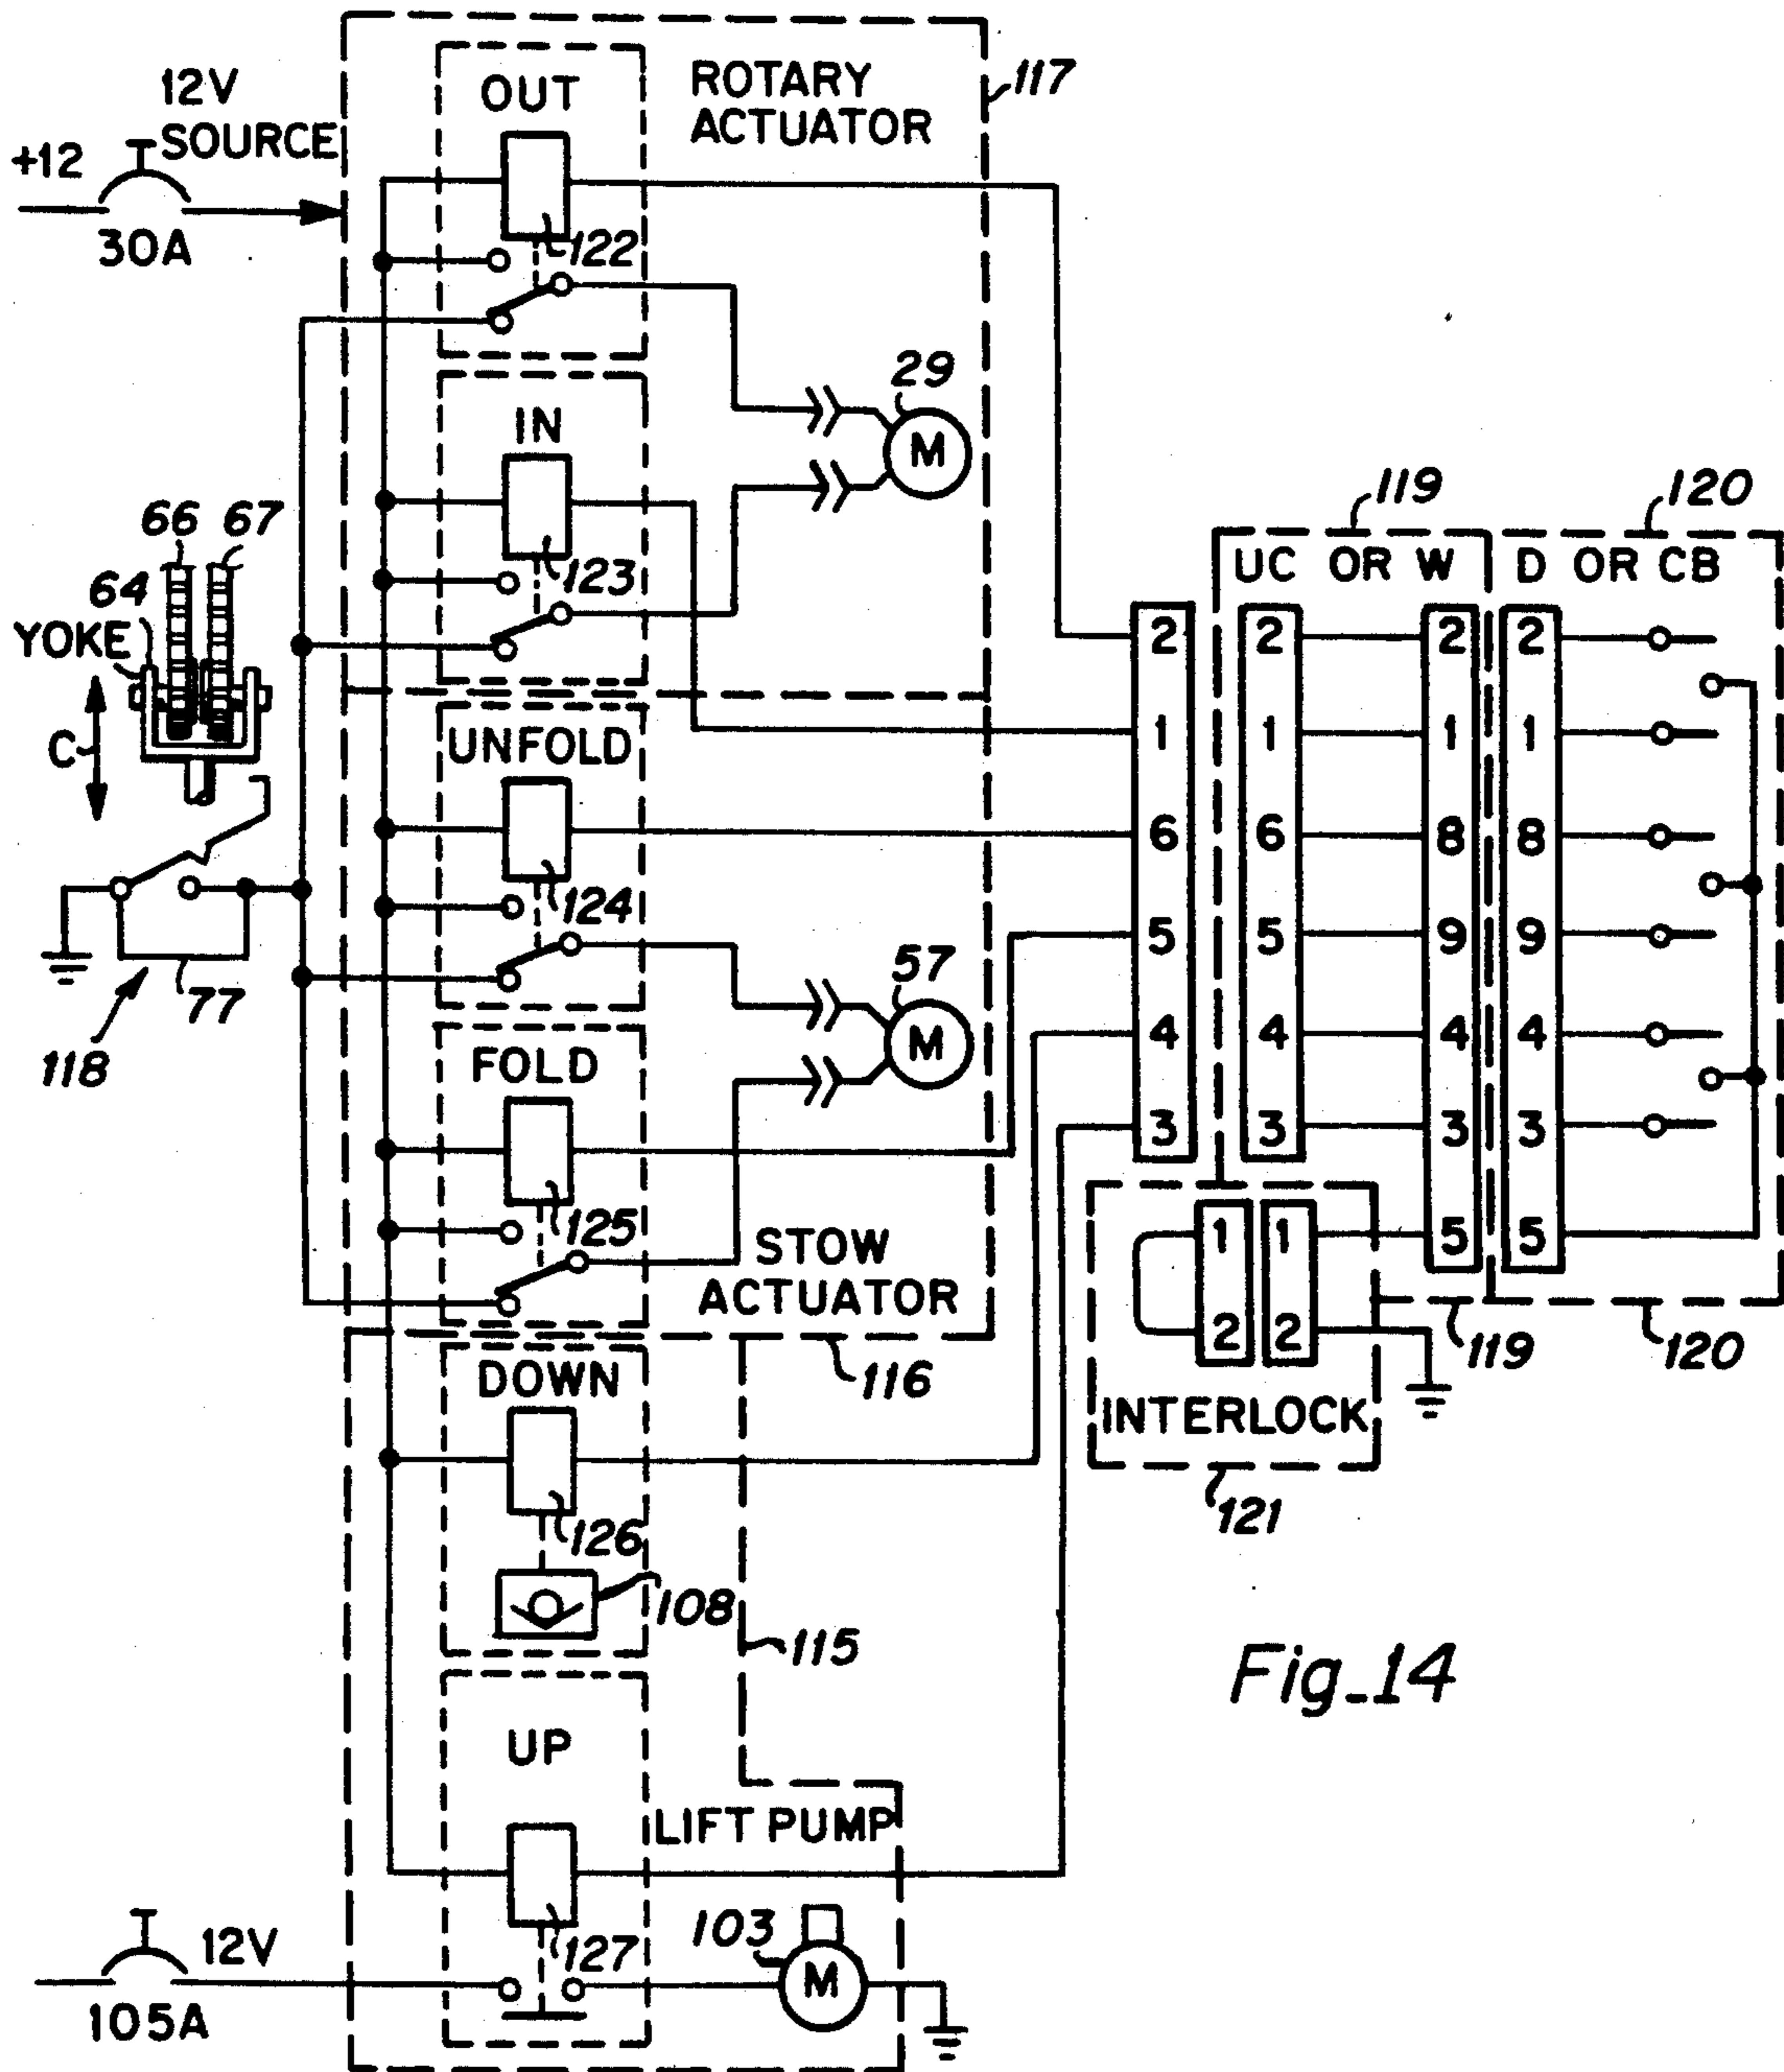 12V
SOURCE
+12
30A
OUT
ROTARY
ACTUATOR
117
122
IN
29
M
123
66 67
64
YOKE
C
UNFOLD
124
77
118
57
M
FOLD
125
STOW
ACTUATOR
116
119
120
UC OR W
D OR CB
2 2 2 2
1 1 1 1
6 6 8 8
5 5 9 9
4 4 4 4
3 3 3 3
1 1 5 5
2 2
119
120
INTERLOCK
121
DOWN
126
108
115
UP
LIFT PUMP
127
103
M
12V
105A
Fig_14